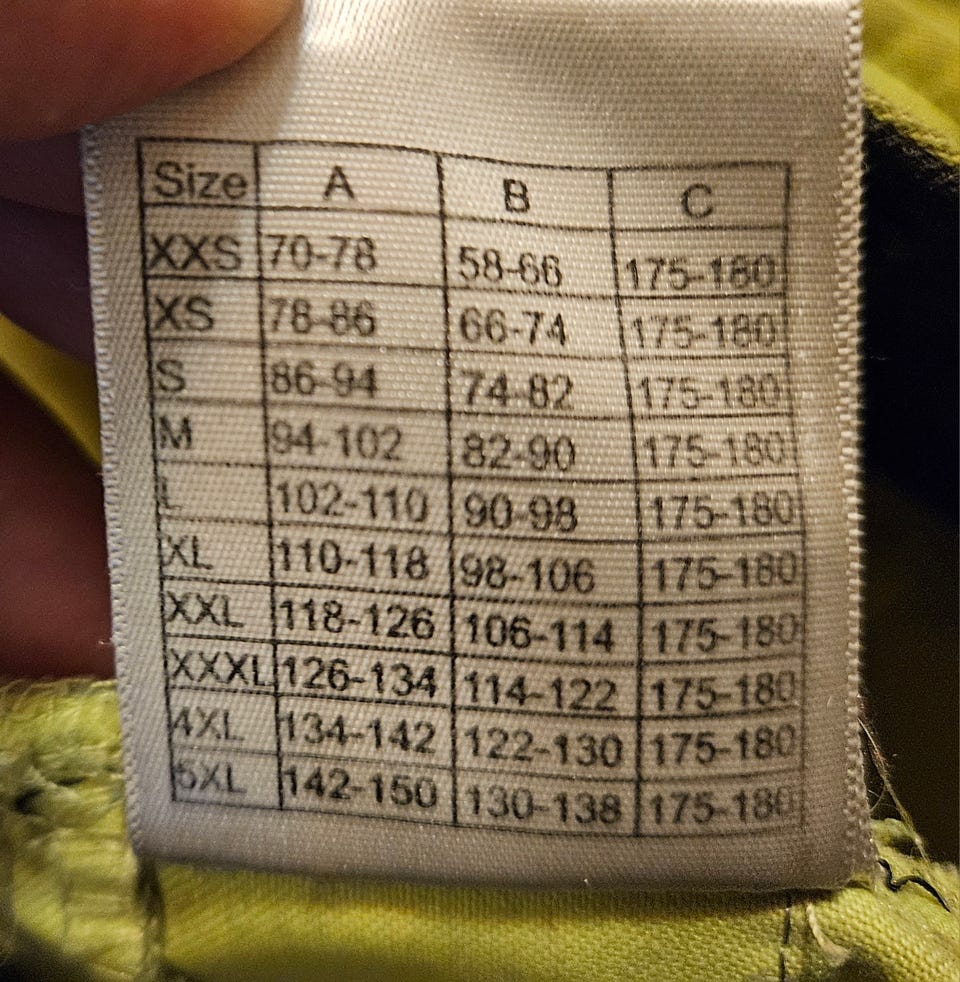 Size A B C
XXS 70-78 58-66 175-180
XS 78-86 66-74 175-180
S 86-94 74-82 175-180
M 94-102 82-90 175-180
L 102-110 90-98 175-180
XL 110-118 98-106 175-180
XXL 118-126 106-114 175-180
XXXL 126-134 114-122 175-180
4XL 134-142 122-130 175-180
5XL 142-150 130-138 175-180